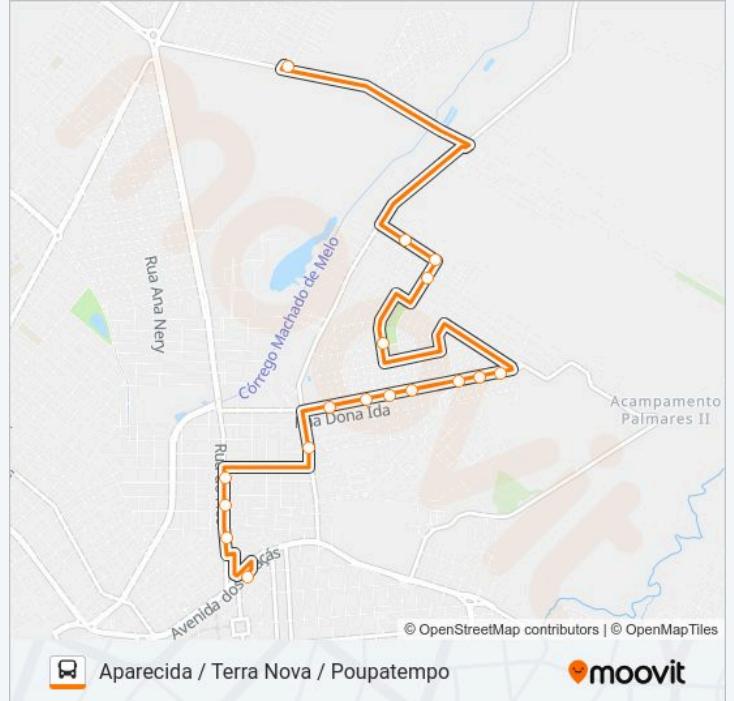 Rua Ana Nery
Córrego Machado de Melo
Dona Ida
Acampamento
Palmares II
Avenida dos
© OpenStreetMap contributors | © OpenMapTiles
Aparecida / Terra Nova / Poupatempo
moovit
moovit